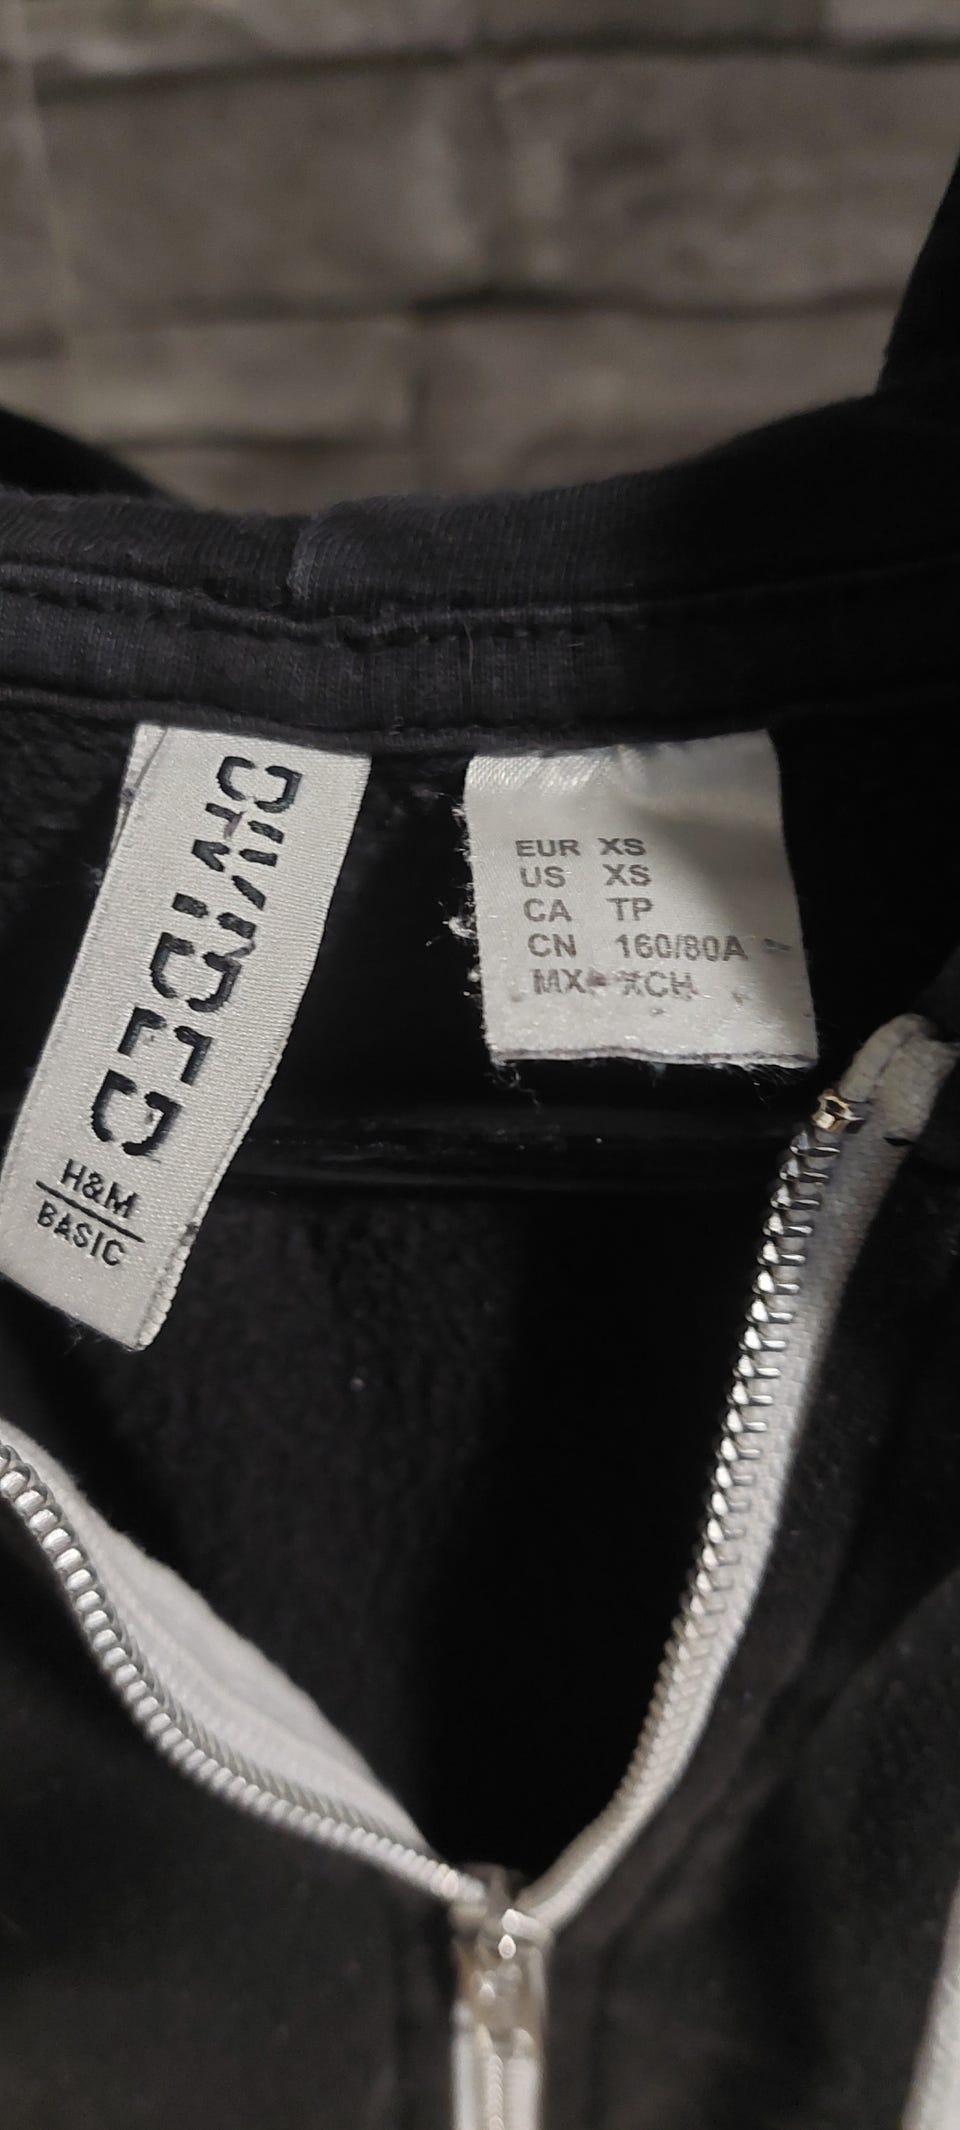 DIVIDED
H&M
BASIC
EUR XS
US XS
CA TP
CN 160/80A
MX XCH